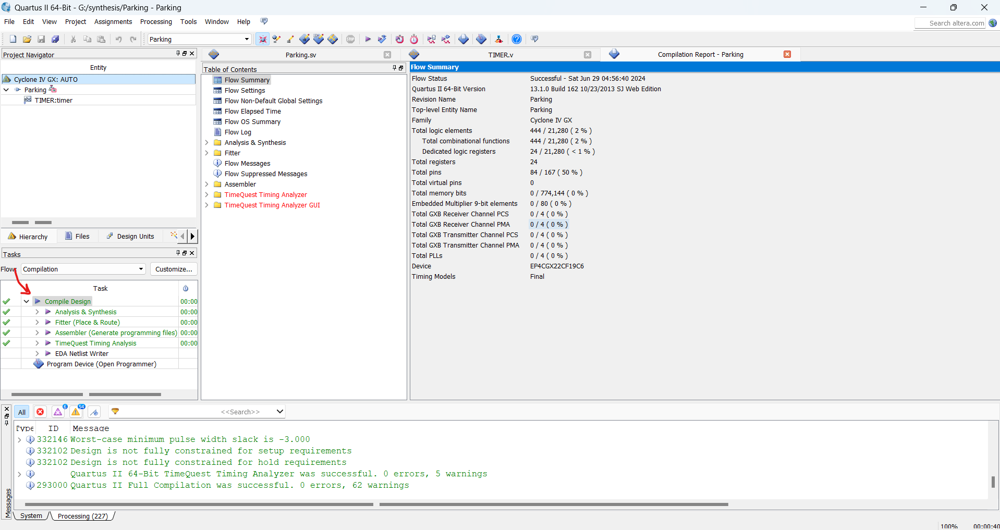 Quartus II 64-Bit - G:/synthesis/Parking - Parking
File Edit View Project Assignments Processing Tools Window Help
Search altera.com
Parking
STOP
Project Navigator
Entity
Cyclone IV GX: AUTO
Parking
abd TIMER:timer
Hierarchy Files Design Units
Tasks
Flow: Compilation Customize...
Task
Compile Design 00:00
Analysis & Synthesis 00:00
Fitter (Place & Route) 00:00
Assembler (Generate programming files) 00:00
TimeQuest Timing Analysis 00:00
EDA Netlist Writer
Program Device (Open Programmer)
Parking.sv TIMER.v Compilation Report - Parking
Table of Contents
Flow Summary
Flow Settings
Flow Non-Default Global Settings
Flow Elapsed Time
Flow OS Summary
Flow Log
Analysis & Synthesis
Fitter
Flow Messages
Flow Suppressed Messages
Assembler
TimeQuest Timing Analyzer
TimeQuest Timing Analyzer GUI
Flow Summary
Flow Status Successful - Sat Jun 29 04:56:40 2024
Quartus II 64-Bit Version 13.1.0 Build 162 10/23/2013 SJ Web Edition
Revision Name Parking
Top-level Entity Name Parking
Family Cyclone IV GX
Total logic elements 444 / 21,280 ( 2 % )
Total combinational functions 444 / 21,280 ( 2 % )
Dedicated logic registers 24 / 21,280 ( < 1 % )
Total registers 24
Total pins 84 / 167 ( 50 % )
Total virtual pins 0
Total memory bits 0 / 774,144 ( 0 % )
Embedded Multiplier 9-bit elements 0 / 80 ( 0 % )
Total GXB Receiver Channel PCS 0 / 4 ( 0 % )
Total GXB Receiver Channel PMA 0 / 4 ( 0 % )
Total GXB Transmitter Channel PCS 0 / 4 ( 0 % )
Total GXB Transmitter Channel PMA 0 / 4 ( 0 % )
Total PLLs 0 / 4 ( 0 % )
Device EP4CGX22CF19C6
Timing Models Final
All 6 54 <<Search>>
Type ID Message
332146 Worst-case minimum pulse width slack is -3.000
332102 Design is not fully constrained for setup requirements
332102 Design is not fully constrained for hold requirements
Quartus II 64-Bit TimeQuest Timing Analyzer was successful. 0 errors, 5 warnings
293000 Quartus II Full Compilation was successful. 0 errors, 62 warnings
Messages
System Processing (227)
100% 00:00:40